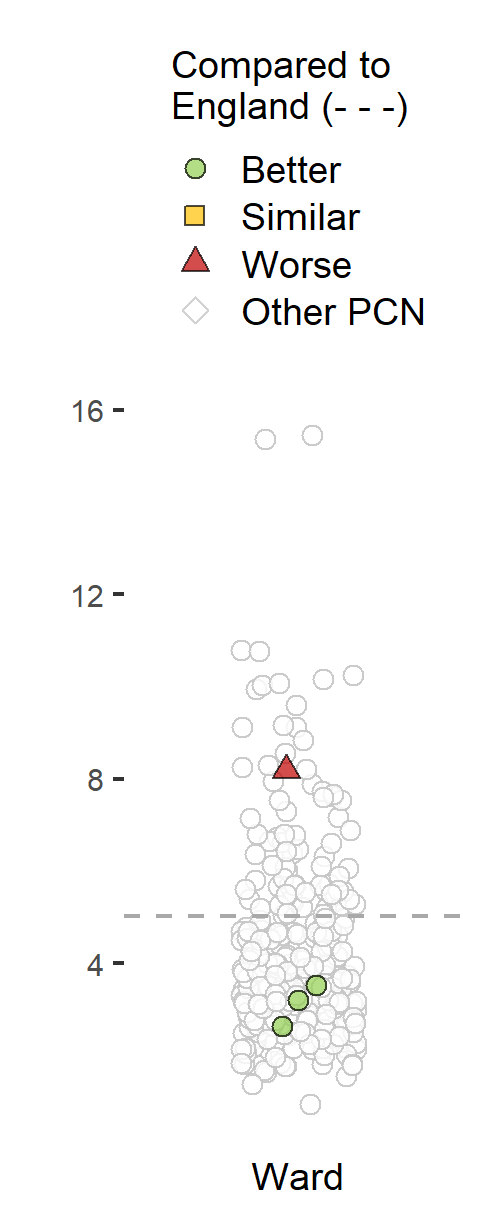 Compared to
England (- - -)
Better
Similar
Worse
Other PCN
16
12
8
4
Ward